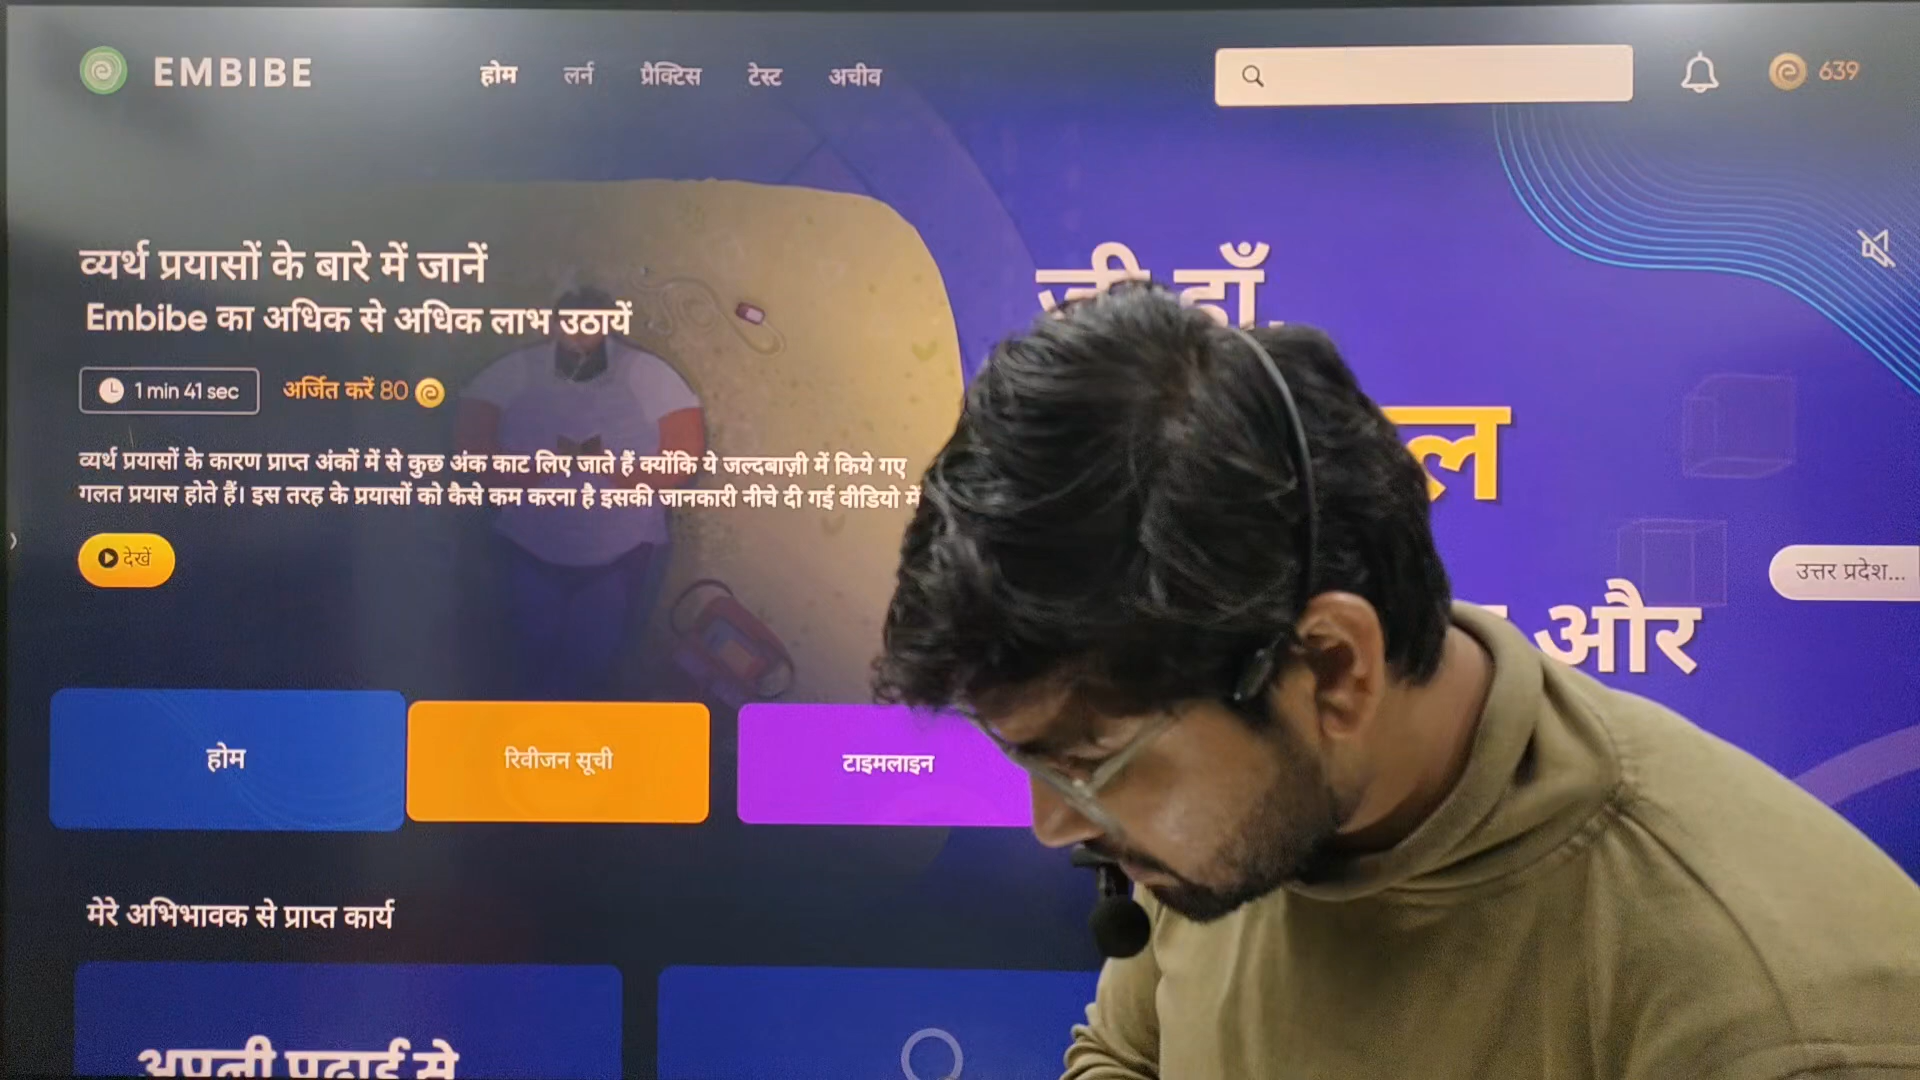 EMBIBE
होम लर्न प्रैक्टिस टेस्ट अचीव
639
व्यर्थ प्रयासों के बारे में जानें
Embibe का अधिक से अधिक लाभ उठायें
1 min 41 sec अर्जित करें 80
व्यर्थ प्रयासों के कारण प्राप्त अंकों में से कुछ अंक काट लिए जाते हैं क्योंकि ये जल्दबाज़ी में किये गए
गलत प्रयास होते हैं। इस तरह के प्रयासों को कैसे कम करना है इसकी जानकारी नीचे दी गई वीडियो में
देखें
हाँ,
और
उत्तर प्रदेश...
होम रिवीजन सूची टाइमलाइन
मेरे अभिभावक से प्राप्त कार्य
अपनी पढ़ाई से